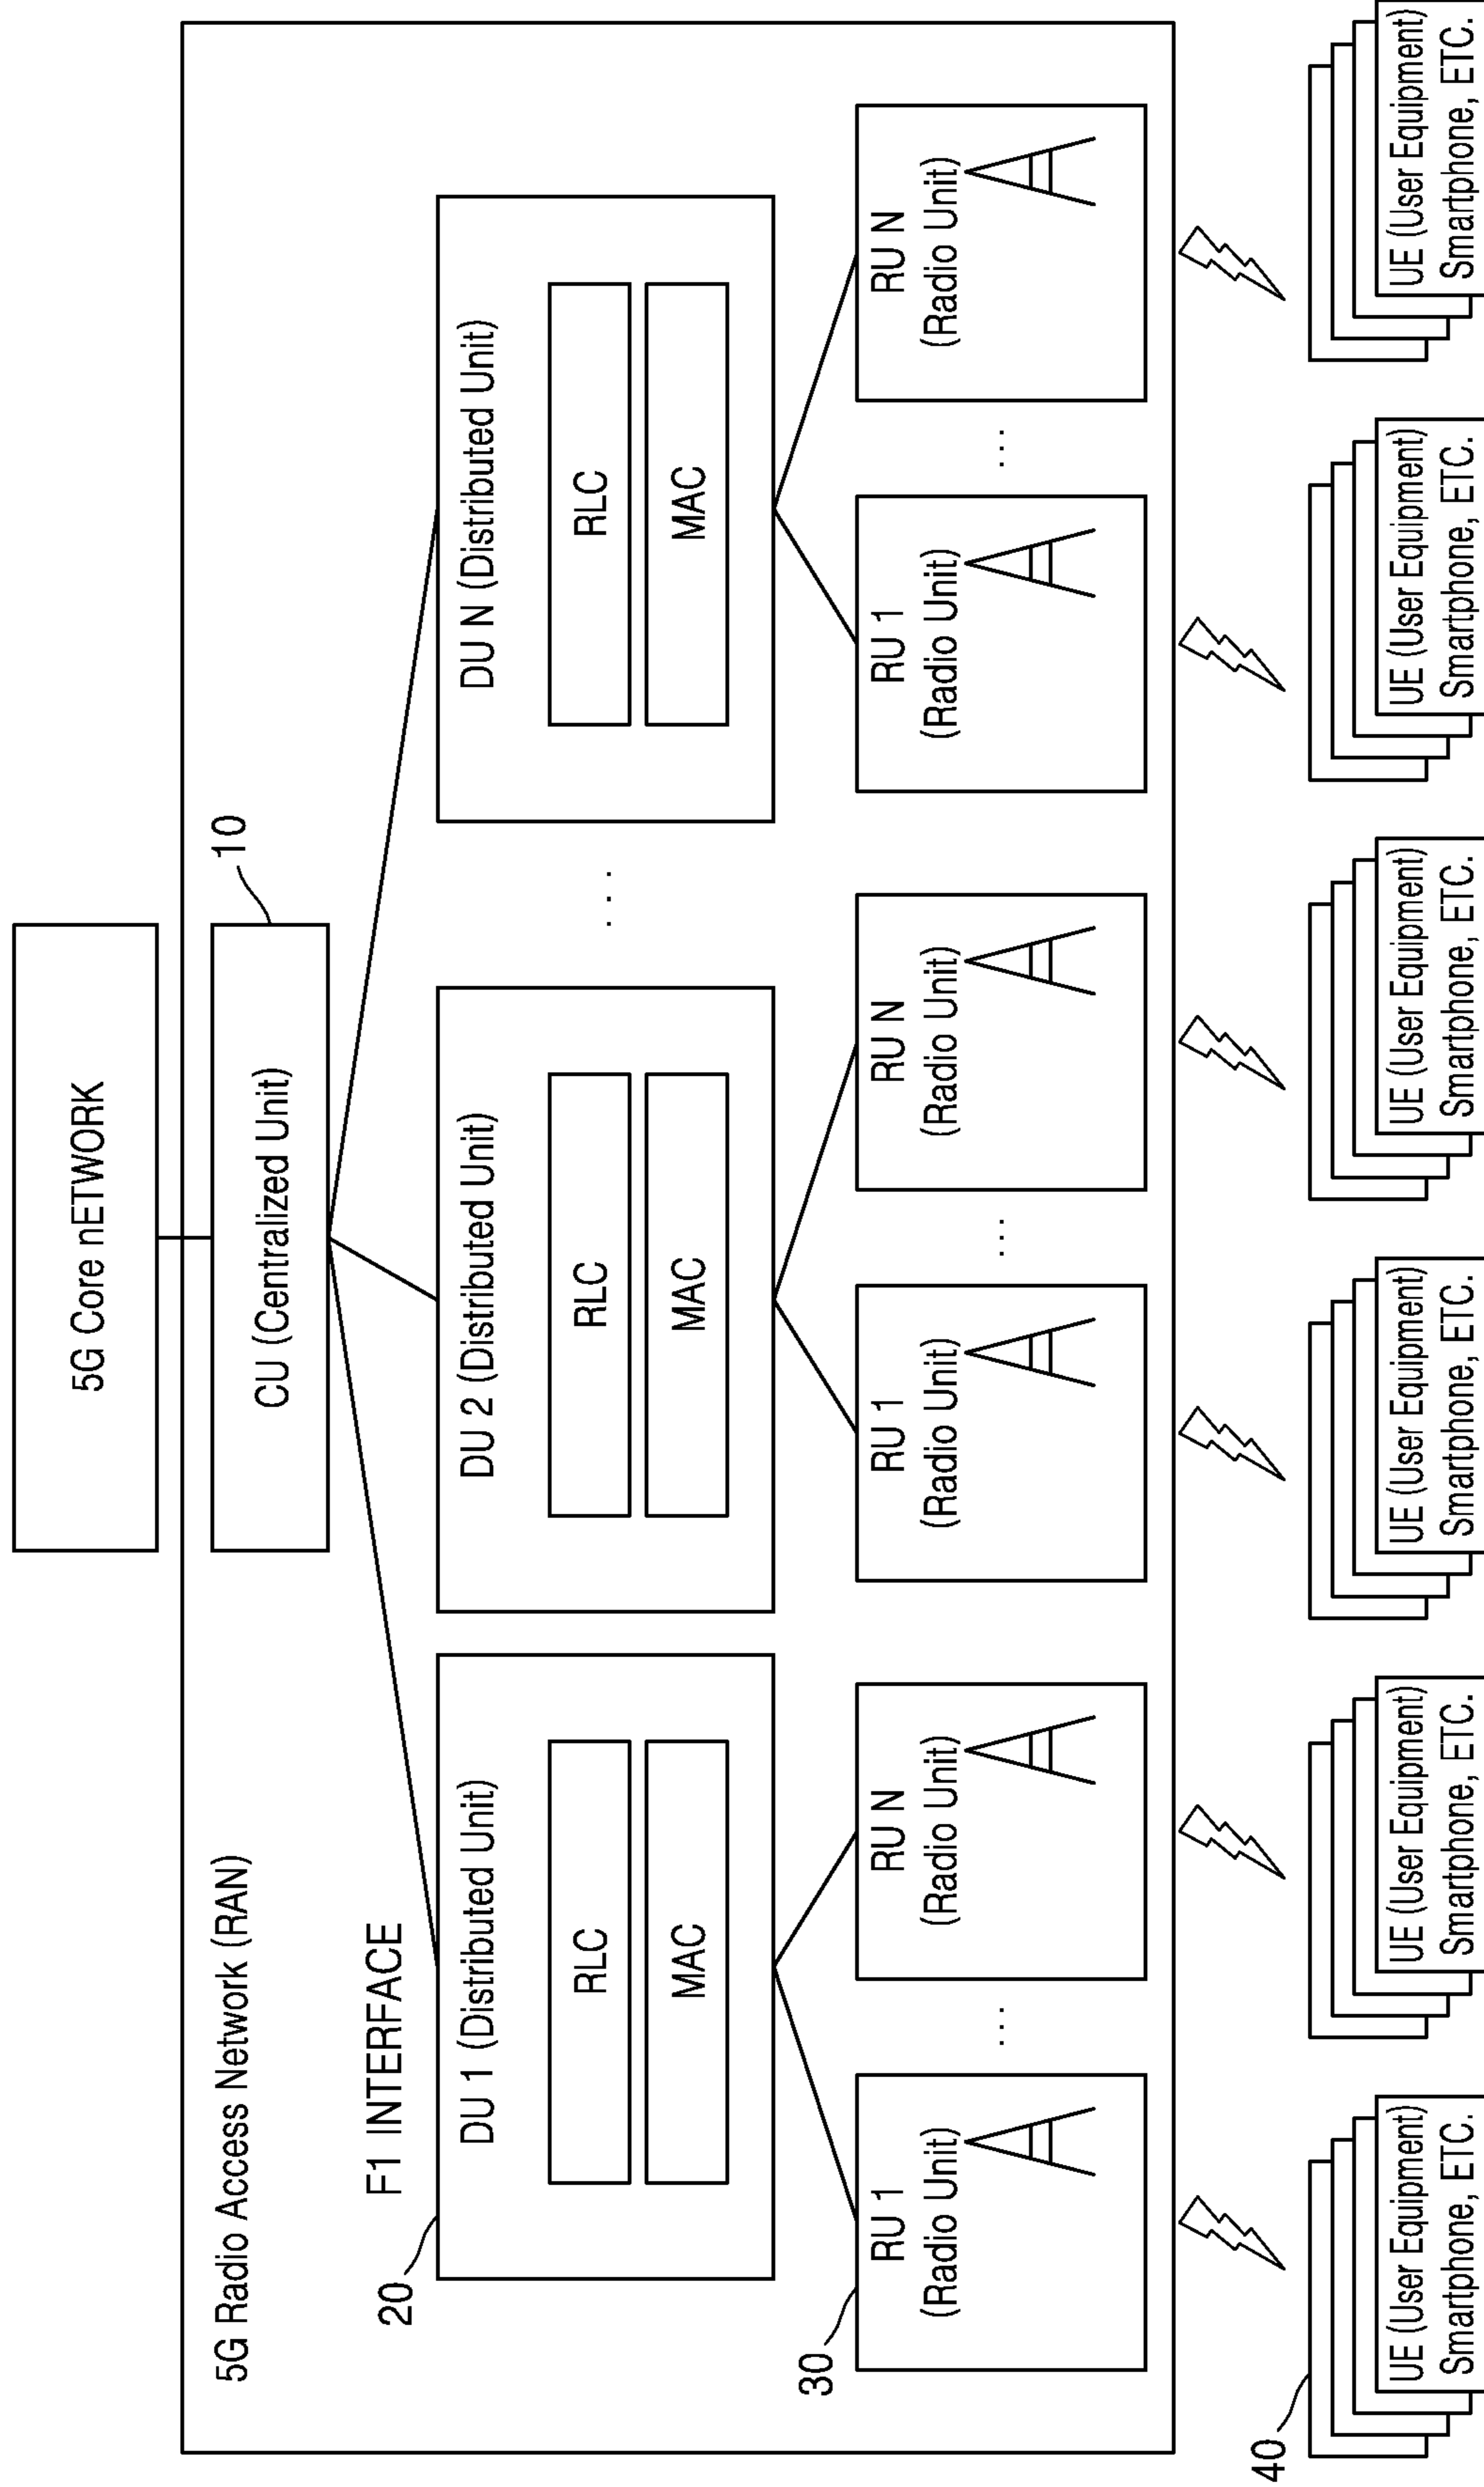 5G Core nETWORK
5G Radio Access Network (RAN)
CU (Centralized Unit)
10
F1 INTERFACE
20
DU 1 (Distributed Unit)
RLC
MAC
DU 2 (Distributed Unit)
RLC
MAC
. . .
DU N (Distributed Unit)
RLC
MAC
30
RU 1
(Radio Unit)
. . .
RU N
(Radio Unit)
RU 1
(Radio Unit)
. . .
RU N
(Radio Unit)
RU 1
(Radio Unit)
. . .
RU N
(Radio Unit)
40
UE (User Equipment)
Smartphone, ETC.
UE (User Equipment)
Smartphone, ETC.
UE (User Equipment)
Smartphone, ETC.
UE (User Equipment)
Smartphone, ETC.
UE (User Equipment)
Smartphone, ETC.
UE (User Equipment)
Smartphone, ETC.